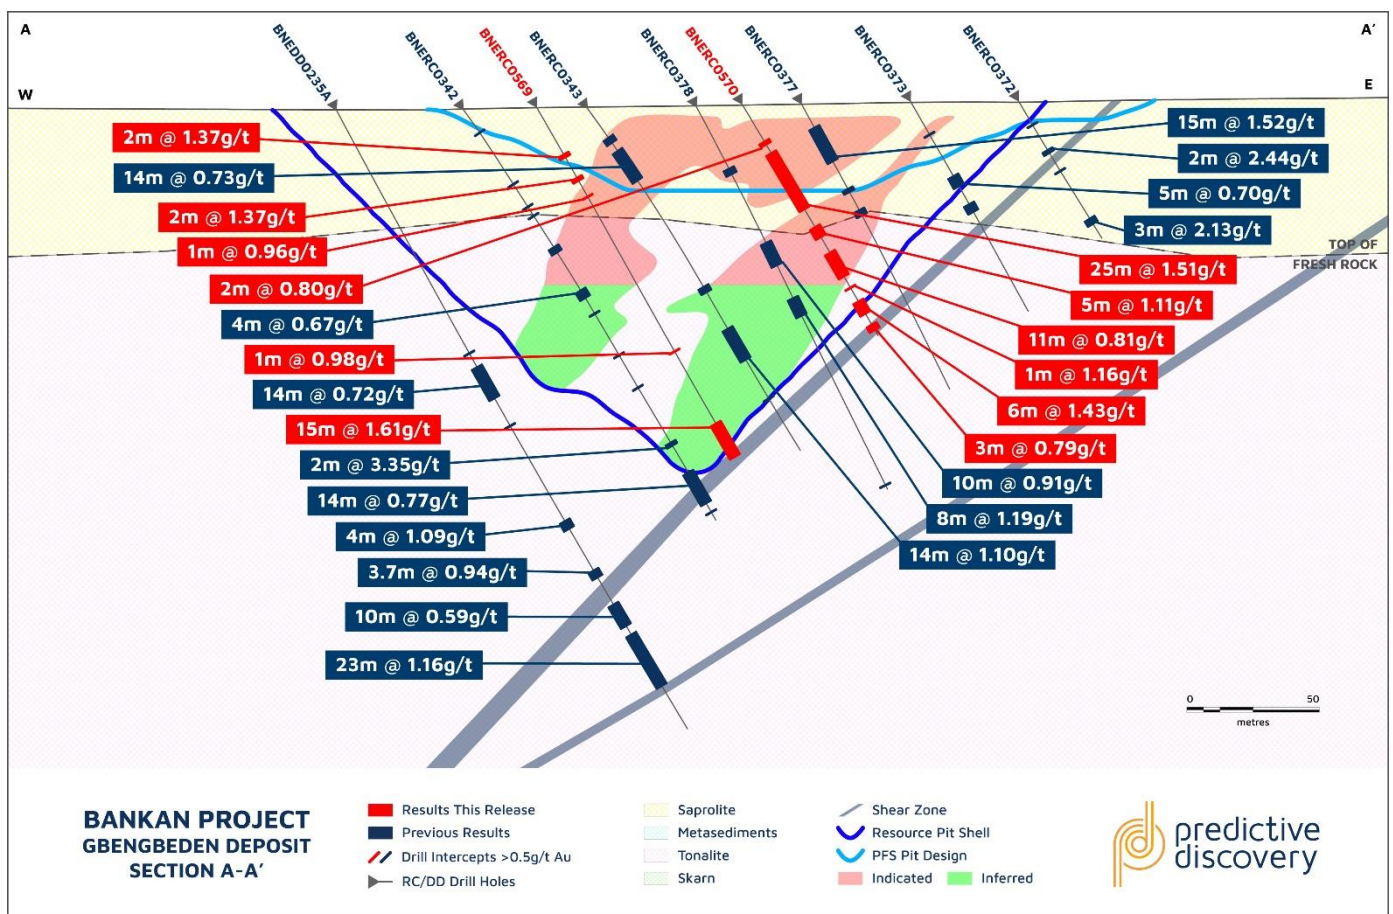 A
A'
W
E
BNEDD0235A
BNERC0342
BNERC0569
BNERC0343
BNERC0378
BNERC0570
BNERC0377
BNERC0373
BNERC0372
2m @ 1.37g/t
14m @ 0.73g/t
2m @ 1.37g/t
1m @ 0.96g/t
2m @ 0.80g/t
4m @ 0.67g/t
1m @ 0.98g/t
14m @ 0.72g/t
15m @ 1.61g/t
2m @ 3.35g/t
14m @ 0.77g/t
4m @ 1.09g/t
3.7m @ 0.94g/t
10m @ 0.59g/t
23m @ 1.16g/t
15m @ 1.52g/t
2m @ 2.44g/t
5m @ 0.70g/t
3m @ 2.13g/t
TOP OF
FRESH ROCK
25m @ 1.51g/t
5m @ 1.11g/t
11m @ 0.81g/t
1m @ 1.16g/t
6m @ 1.43g/t
3m @ 0.79g/t
10m @ 0.91g/t
8m @ 1.19g/t
14m @ 1.10g/t
0 50
metres
BANKAN PROJECT
GBENGBEDEN DEPOSIT
SECTION A-A'
Results This Release
Previous Results
Drill Intercepts >0.5g/t Au
RC/DD Drill Holes
Saprolite
Metasediments
Tonalite
Skarn
Shear Zone
Resource Pit Shell
PFS Pit Design
Indicated
Inferred
predictive
discovery